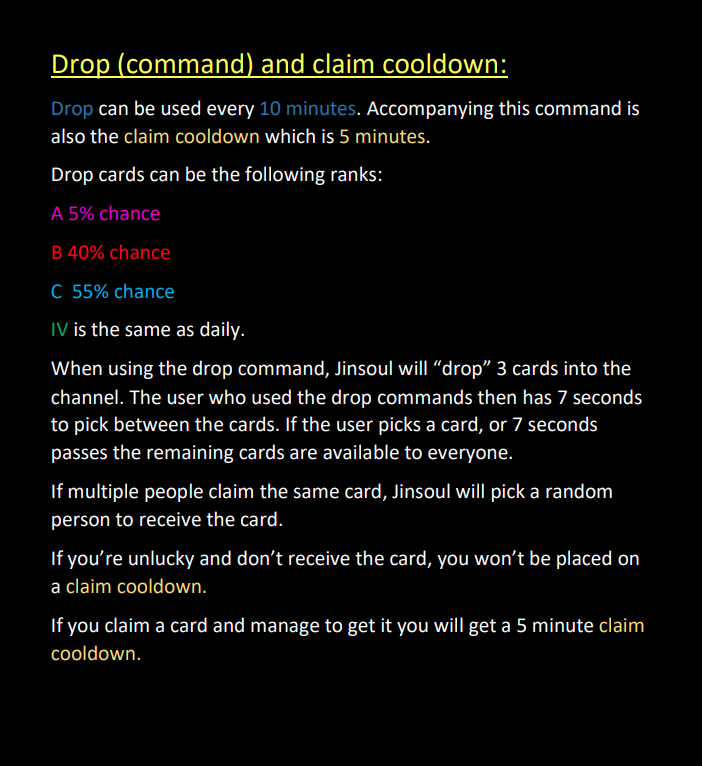 Drop (command) and claim cooldown:
Drop can be used every 10 minutes. Accompanying this command is
also the claim cooldown which is 5 minutes.
Drop cards can be the following ranks:
A 5% chance
B 40% chance
C  55% chance
IV is the same as daily.
When using the drop command, Jinsoul will “drop” 3 cards into the
channel. The user who used the drop commands then has 7 seconds
to pick between the cards. If the user picks a card, or 7 seconds
passes the remaining cards are available to everyone.
If multiple people claim the same card, Jinsoul will pick a random
person to receive the card.
If you’re unlucky and don’t receive the card, you won’t be placed on
a claim cooldown.
If you claim a card and manage to get it you will get a 5 minute claim
cooldown.